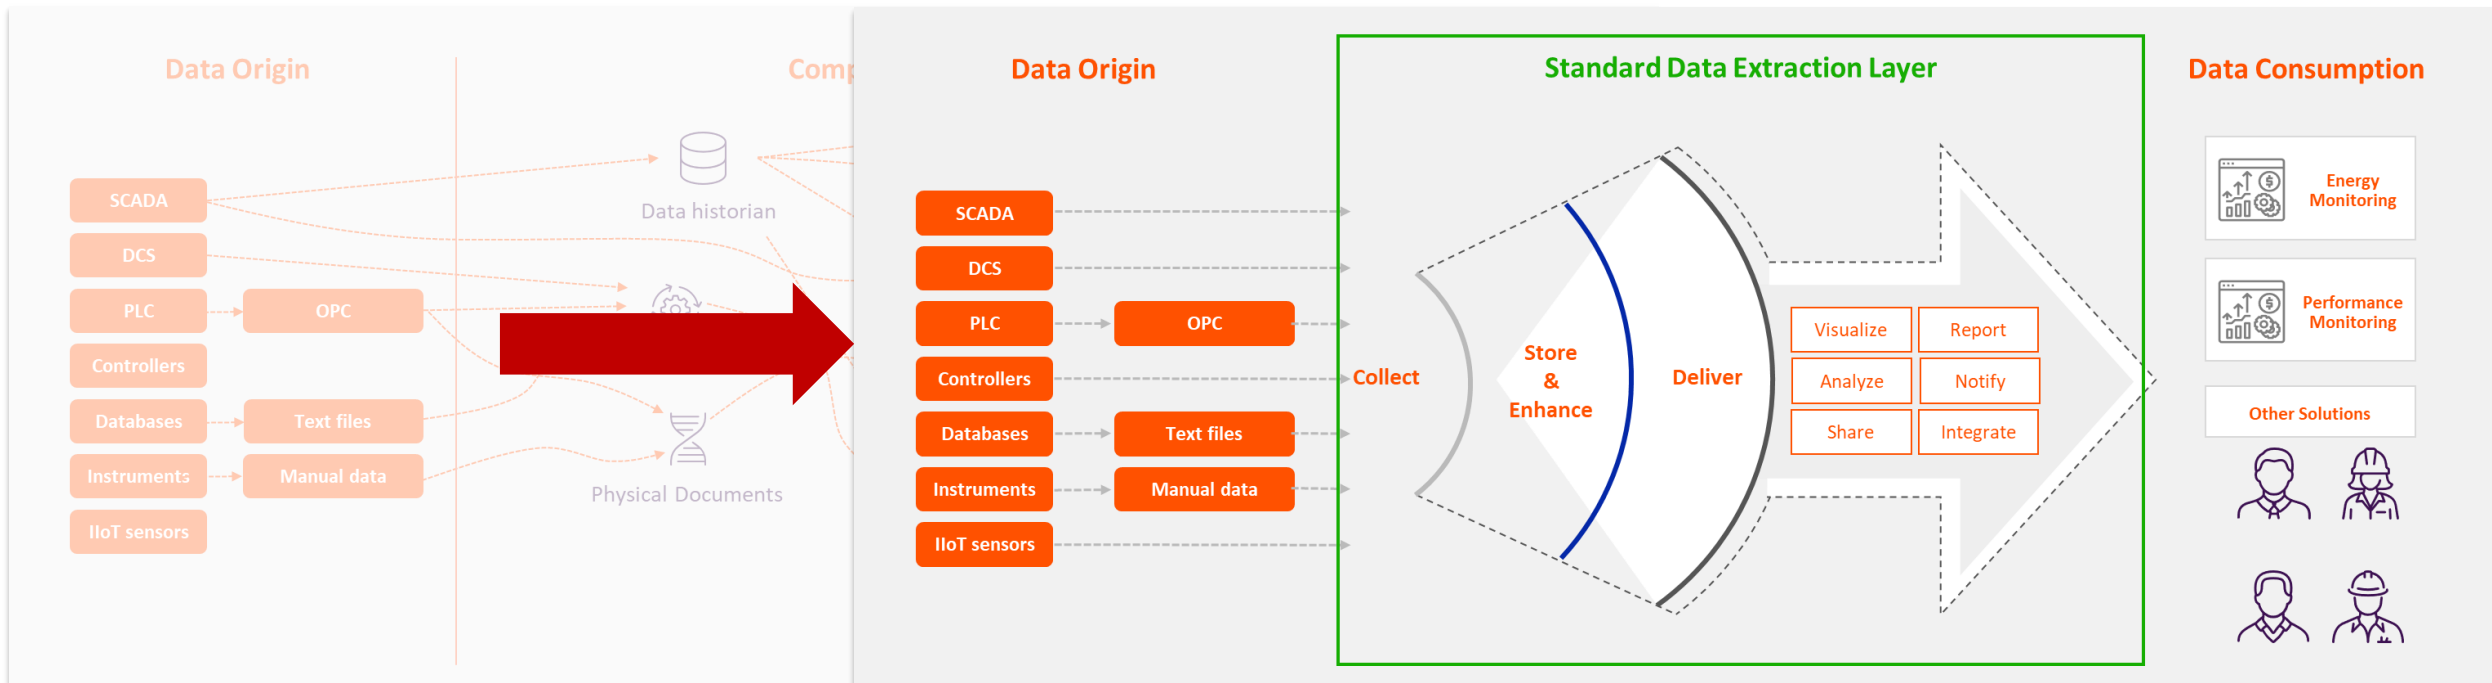 Data Origin
SCADA
DCS
PLC
OPC
Controllers
Databases
Text files
Instruments
Manual data
IIoT sensors
Data historian
Physical Documents
Data Origin
SCADA
DCS
PLC
OPC
Controllers
Databases
Text files
Instruments
Manual data
IIoT sensors
Standard Data Extraction Layer
Collect
Store
&
Enhance
Deliver
Visualize
Report
Analyze
Notify
Share
Integrate
Data Consumption
Energy
Monitoring
Performance
Monitoring
Other Solutions